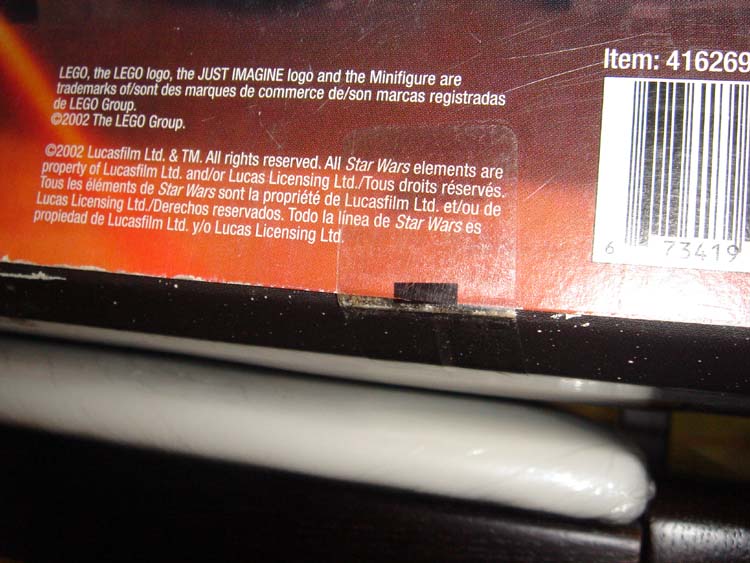 LEGO, the LEGO logo, the JUST IMAGINE logo and the Minifigure are
trademarks of/sont des marques de commerce de/son marcas registradas
de LEGO Group.
©2002 The LEGO Group.
©2002 Lucasfilm Ltd. & TM. All rights reserved. All Star Wars elements are
property of Lucasfilm Ltd. and/or Lucas Licensing Ltd./Tous droits réservés.
Tous les éléments de Star Wars sont la propriété de Lucasfilm Ltd. et/ou de
Lucas Licensing Ltd./Derechos reservados. Todo la línea de Star Wars es
propiedad de Lucasfilm Ltd. y/o Lucas Licensing Ltd.
Item: 416269
6 73419